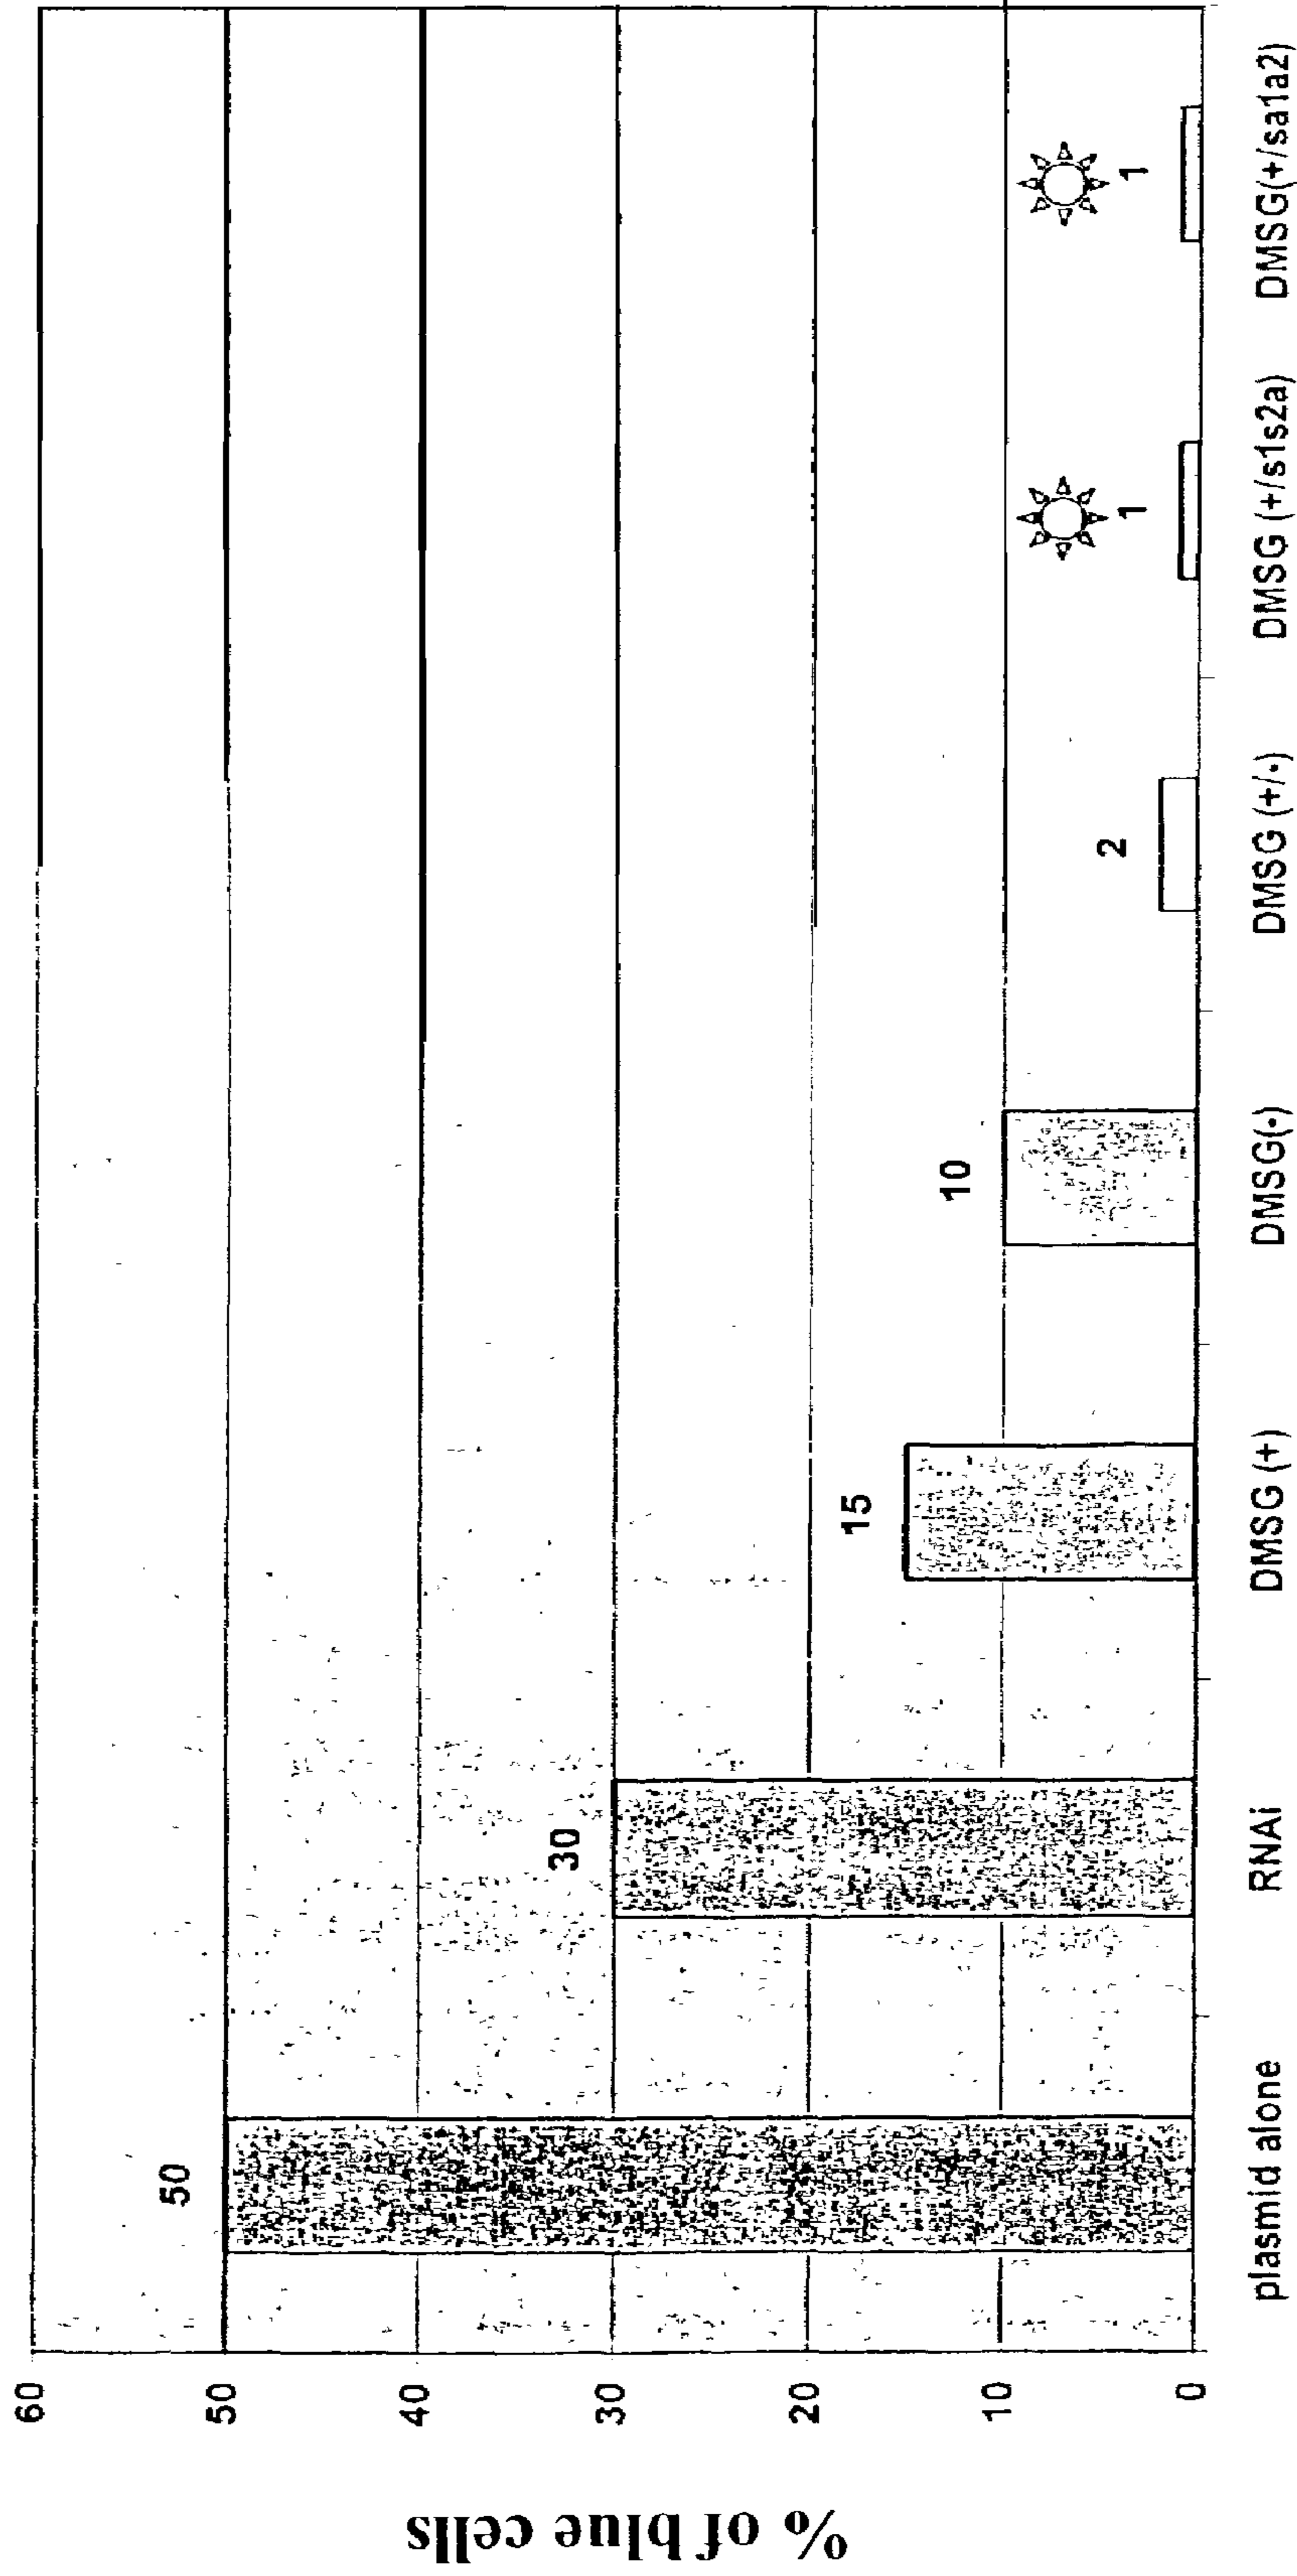 % of blue cells
60
50
40
30
20
10
0
50
30
15
10
2
1
1
plasmid alone
RNAi
DMSG (+)
DMSG(-)
DMSG (+/-)
DMSG (+/s1s2a)
DMSG(+/sa1a2)